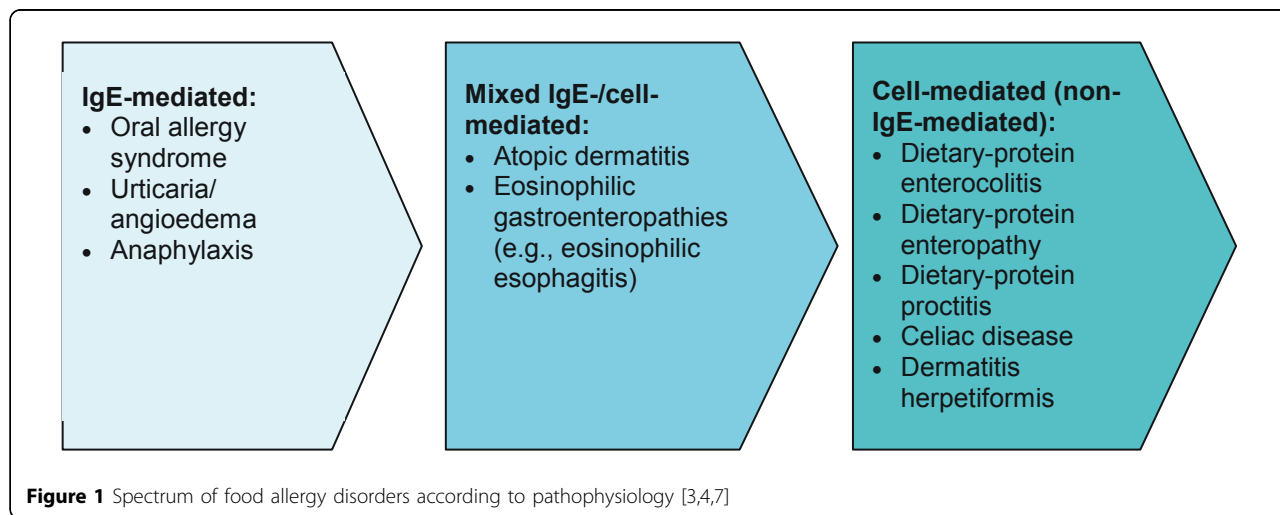 IgE-mediated:
• Oral allergy
syndrome
• Urticaria/
angioedema
• Anaphylaxis
Mixed IgE-/cell-
mediated:
• Atopic dermatitis
• Eosinophilic
gastroenteropathies
(e.g., eosinophilic
esophagitis)
Cell-mediated (non-
IgE-mediated):
• Dietary-protein
enterocolitis
• Dietary-protein
enteropathy
• Dietary-protein
proctitis
• Celiac disease
• Dermatitis
herpetiformis
Figure 1 Spectrum of food allergy disorders according to pathophysiology [3,4,7]